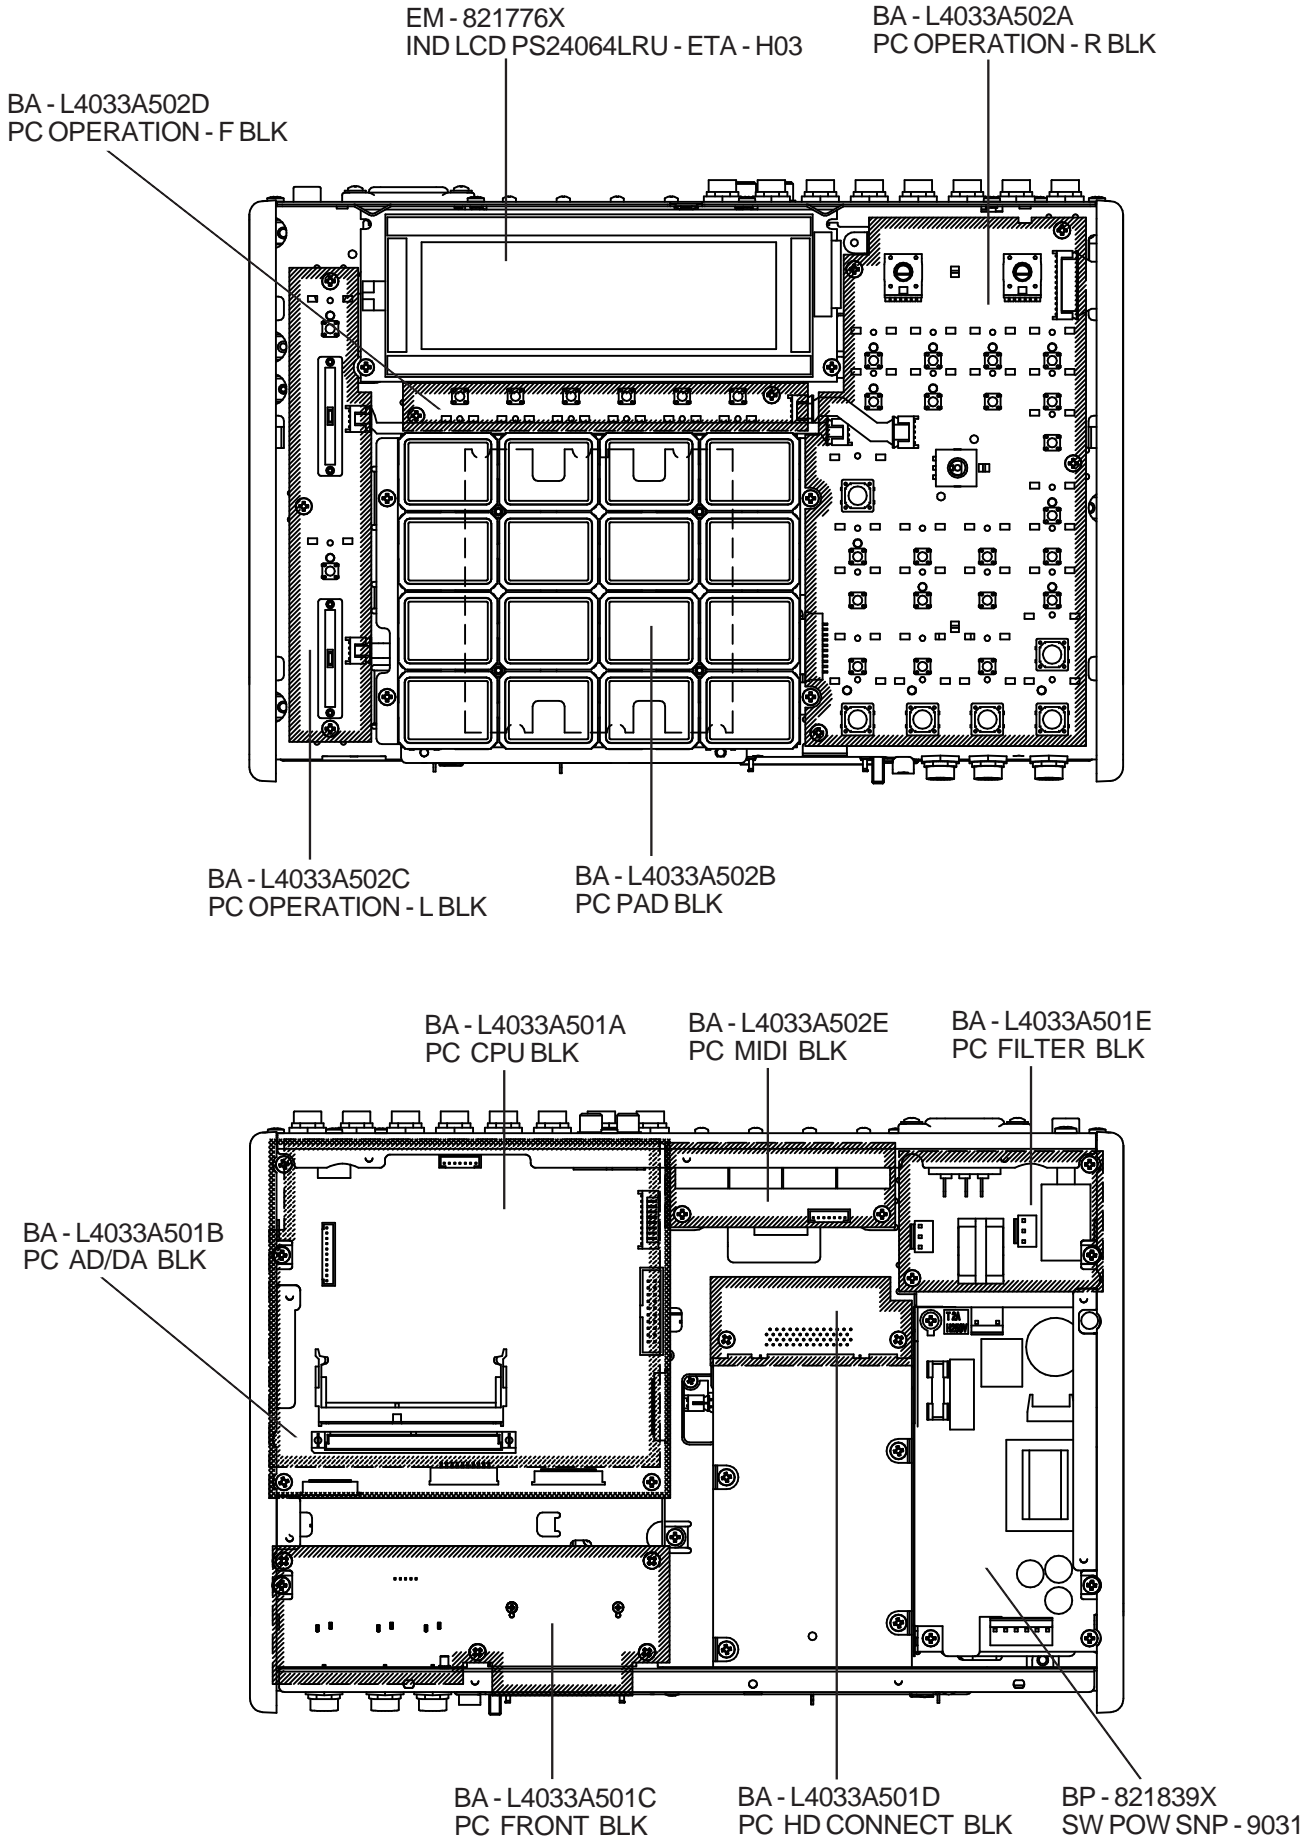 EM - 821776X
IND LCD PS24064LRU - ETA - H03
BA - L4033A502A
PC OPERATION - R BLK
BA - L4033A502D
PC OPERATION - F BLK
BA - L4033A502C
PC OPERATION - L BLK
BA - L4033A502B
PC PAD BLK
BA - L4033A501A
PC CPU BLK
BA - L4033A502E
PC MIDI BLK
BA - L4033A501E
PC FILTER BLK
BA - L4033A501B
PC AD/DA BLK
T2A
BA - L4033A501C
PC FRONT BLK
BA - L4033A501D
PC HD CONNECT BLK
BP - 821839X
SW POW SNP - 9031